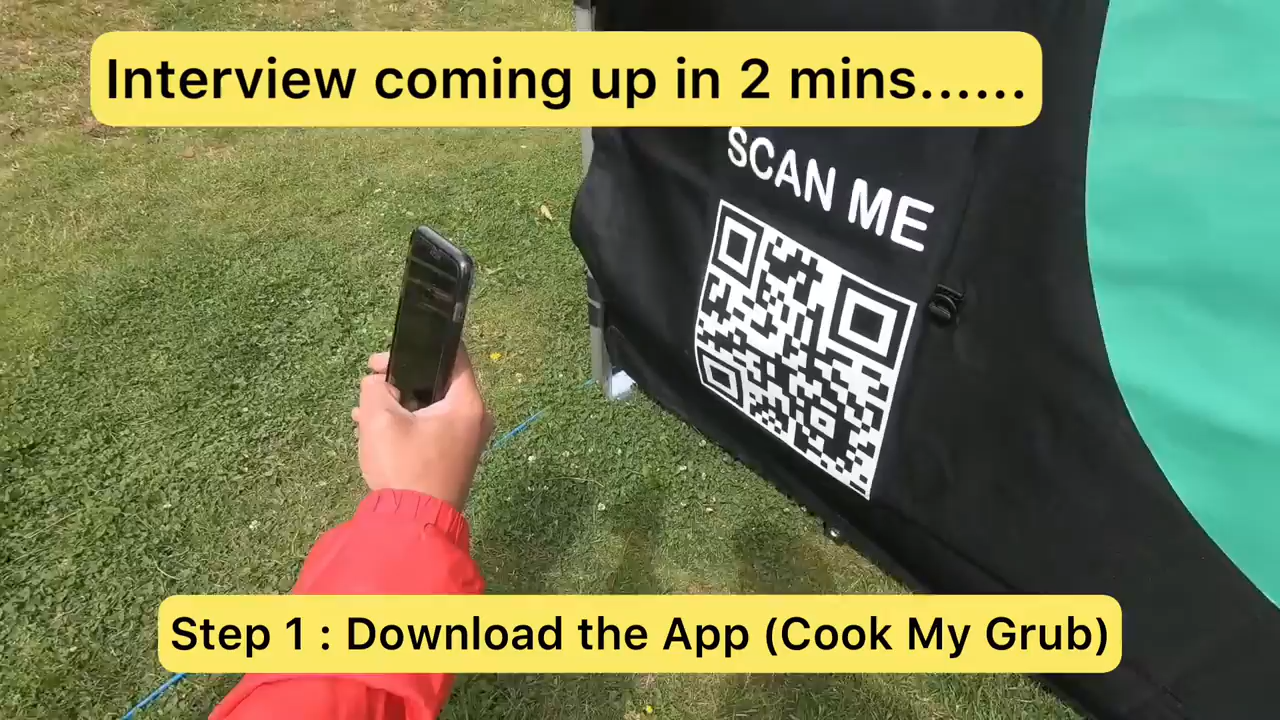 Interview coming up in 2 mins......
SCAN ME
Step 1 : Download the App (Cook My Grub)